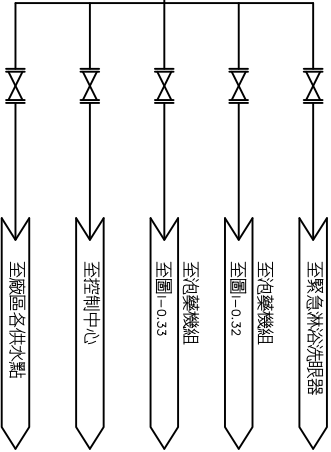 至緊急淋浴洗眼器
至泡藥機組
至圖I-0.32
至泡藥機組
至圖I-0.33
至控制中心
至廠區各供水點